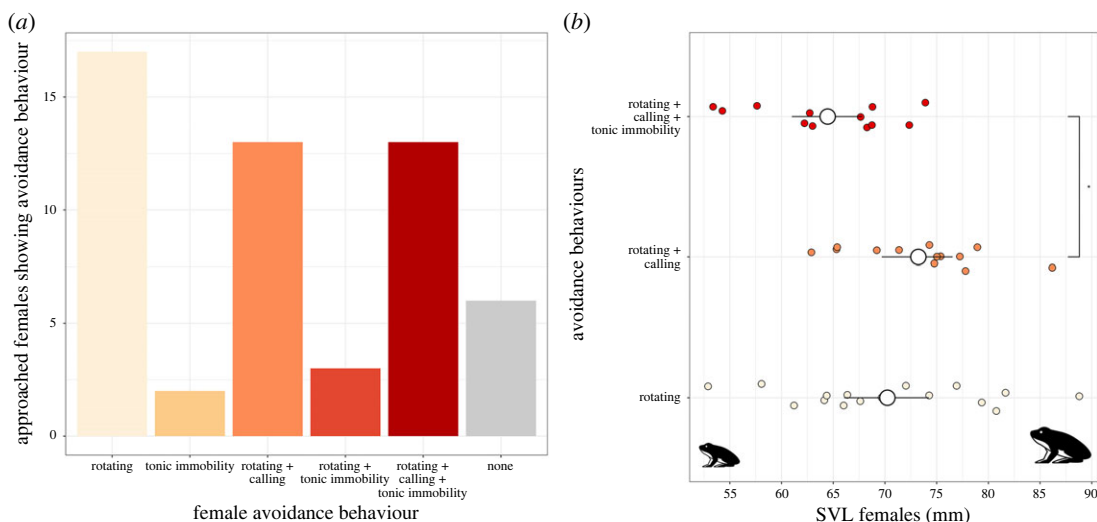 (a)
approached females showing avoidance behaviour
15
10
5
0
rotating
tonic immobility
rotating +
calling
rotating +
tonic immobility
rotating +
calling +
tonic immobility
none
female avoidance behaviour
(b)
avoidance behaviours
rotating +
calling +
tonic immobility
rotating +
calling
rotating
*
55 60 65 70 75 80 85 90
SVL females (mm)